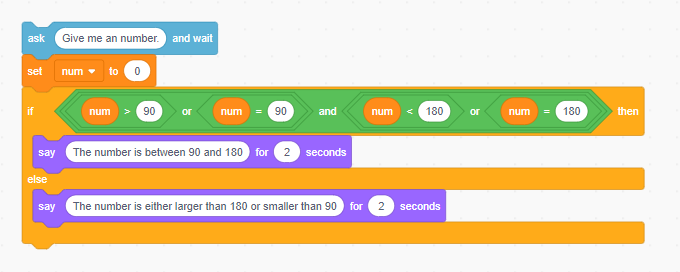 ask Give me an number. and wait
set num to 0
if num > 90 or num = 90 and num < 180 or num = 180 then
say The number is between 90 and 180 for 2 seconds
else
say The number is either larger than 180 or smaller than 90 for 2 seconds